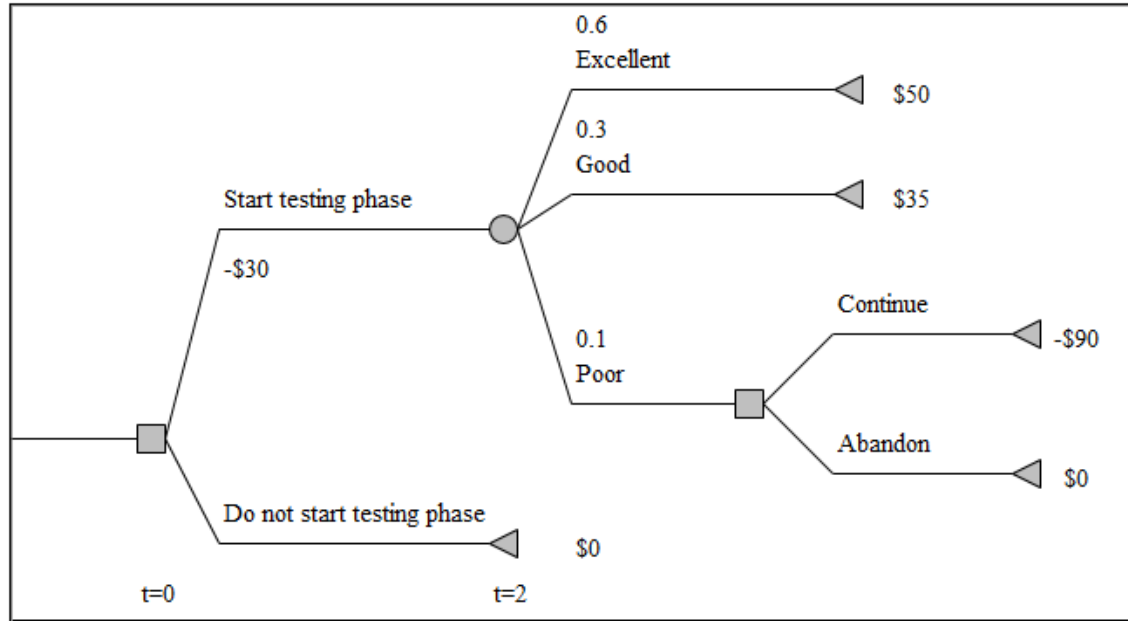 0.6
Excellent
$50
0.3
Good
$35
Start testing phase
-$30
Continue
0.1
-$90
Poor
Abandon
$0
Do not start testing phase
$0
t=0
t=2